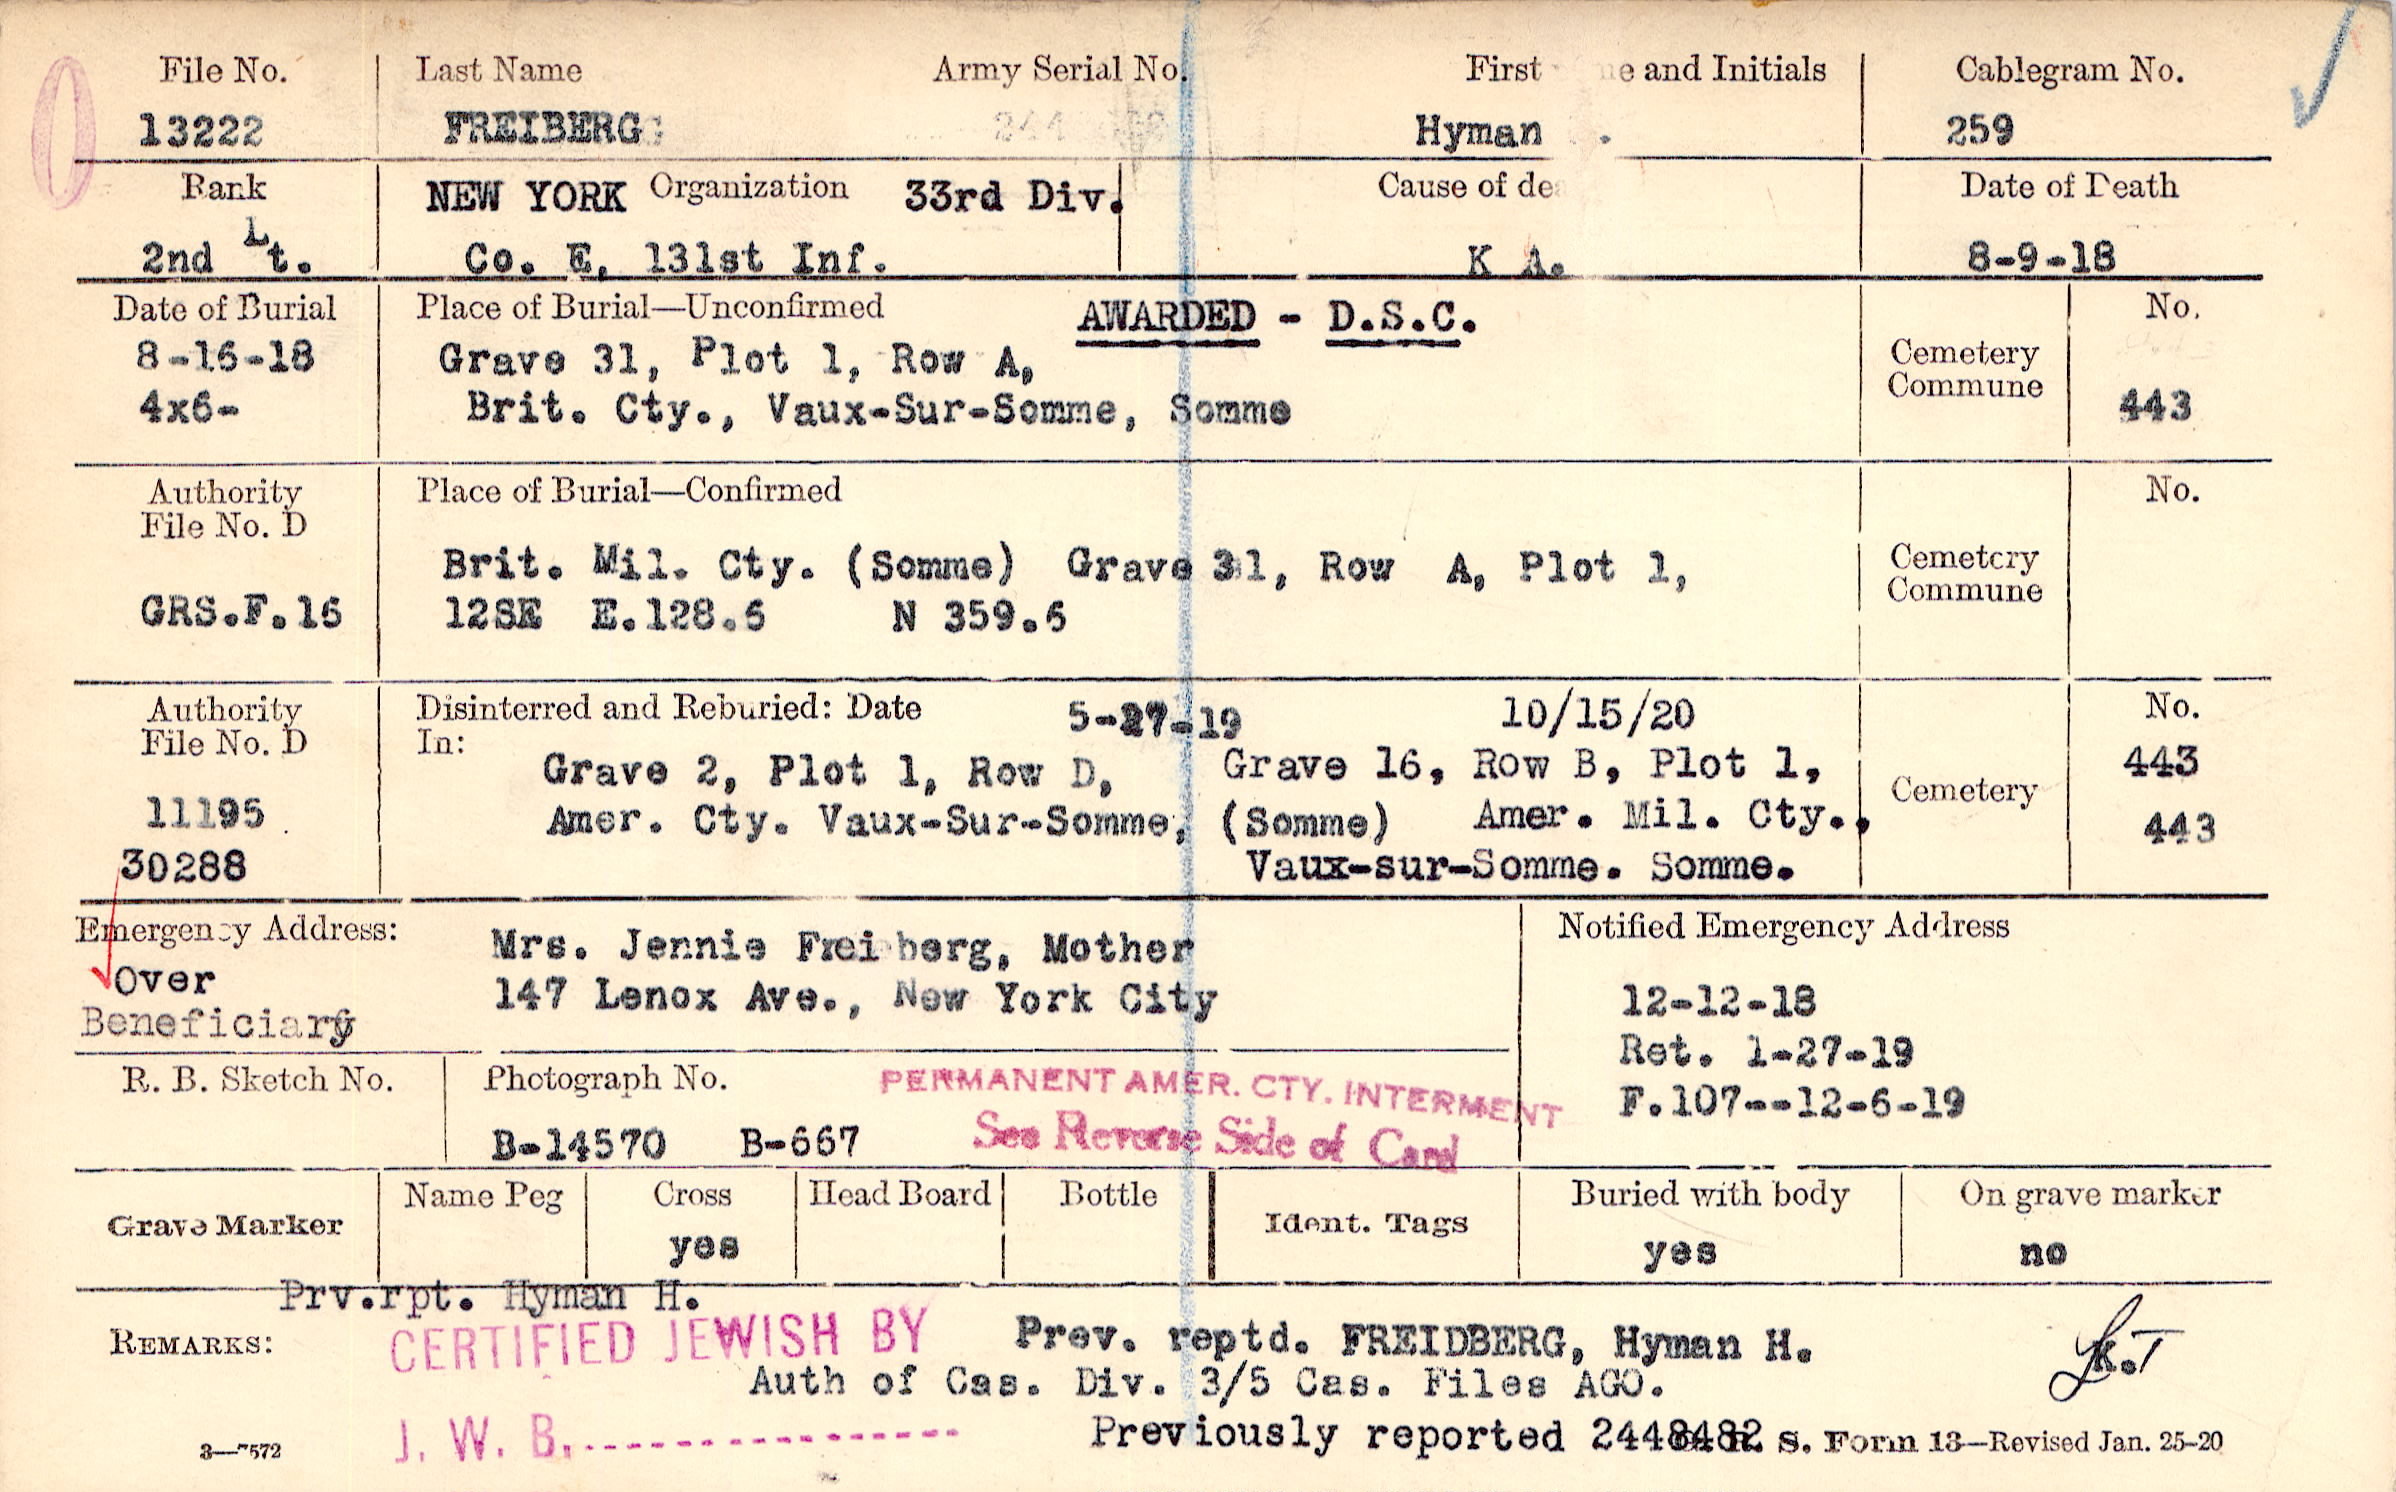 File No. Last Name Army Serial No. First e and Initials Cablegram No.
13222 FREIBERG Hyman . 259
Rank NEW YORK Organization 33rd Div. Cause of dea Date of Death
2nd Lt. Co. E, 131st Inf. K A. 8-9-18
Date of Burial Place of Burial—Unconfirmed AWARDED - D.S.C. No.
8-16-18 Grave 31, Plot 1, Row A, Cemetery
Commune
4x6- Brit. Cty., Vaux-Sur-Somme, Somme 443
Authority Place of Burial—Confirmed No.
File No. D
Brit. Mil. Cty. (Somme) Grave 31, Row A, Plot 1, Cemetery
Commune
GRS.F.16 12SE E.128.6 N 359.6
Authority Disinterred and Reburied: Date 5-27-19 10/15/20 No.
File No. D In:
Grave 2, Plot 1, Row D, Grave 16, Row B, Plot 1, 443
Cemetery
11195 Amer. Cty. Vaux-Sur-Somme, (Somme) Amer. Mil. Cty., 443
30288 Vaux-sur-Somme. Somme.
Emergency Address: Mrs. Jennie Freiberg, Mother Notified Emergency Address
Over 147 Lenox Ave., New York City 12-12-18
Beneficiary
Ret. 1-27-19
R. B. Sketch No. Photograph No. PERMANENT AMER. CTY. INTERMENT F.107--12-6-19
B-14570 B-667 See Reverse Side of Card
Grave Marker Name Peg Cross Head Board Bottle Ident. Tags Buried with body On grave marker
yes yes no
Prv.rpt. Hyman H.
REMARKS: CERTIFIED JEWISH BY Prev. reptd. FREIDBERG, Hyman H.
Auth of Cas. Div. 3/5 Cas. Files AGO.
J. W. B. Previously reported 2448482
3—7572 S. Form 13—Revised Jan. 25-20